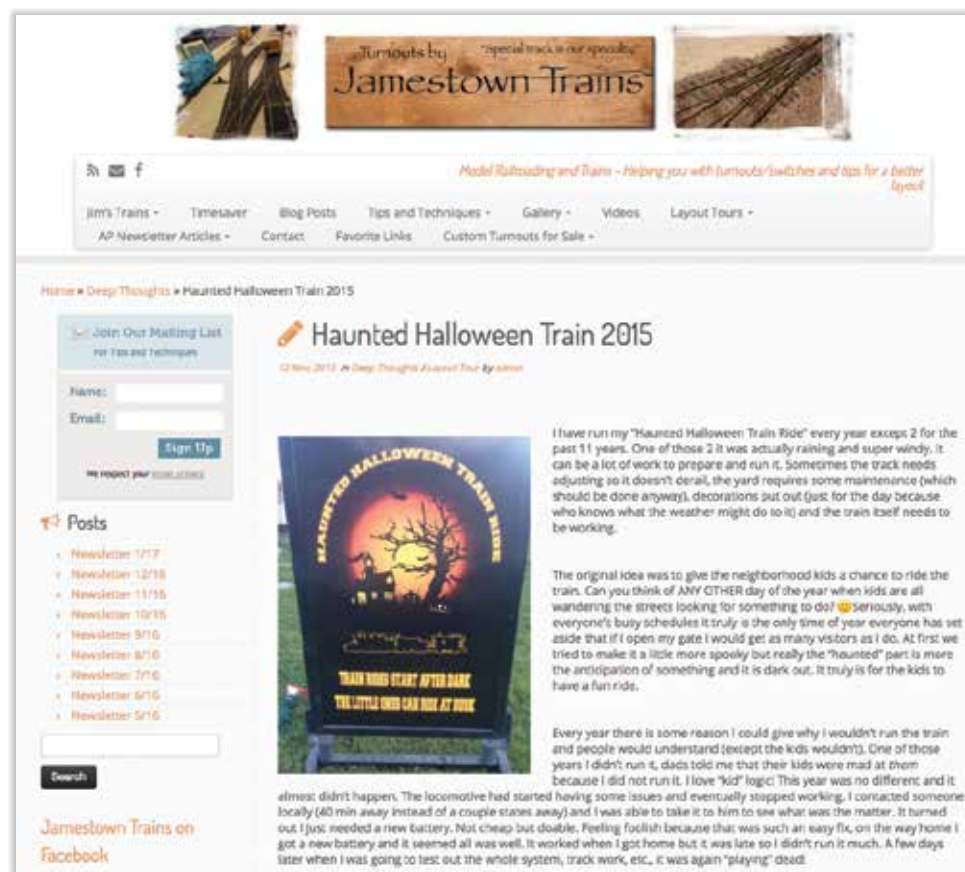 Turnouts by "Special track is our specialty"
Jamestown Trains
Model Railroading and Trains – Helping you with turnouts/switches and tips for a better
layout
Jim's Trains Timesaver Blog Posts Tips and Techniques Gallery Videos Layout Tours
AP Newsletter Articles Contact Favorite Links Custom Turnouts for Sale
Home » Deep Thoughts » Haunted Halloween Train 2015
Join Our Mailing List
For Tips and Techniques
Name:
Email:
Sign Up
We respect your email privacy
Posts
Newsletter 1/17
Newsletter 12/16
Newsletter 11/16
Newsletter 10/16
Newsletter 9/16
Newsletter 8/16
Newsletter 7/16
Newsletter 6/16
Newsletter 5/16
Search
Jamestown Trains on
Facebook
Haunted Halloween Train 2015
12 Nov, 2015 in Deep Thoughts / Layout Tour by admin
HAUNTED HALLOWEEN TRAIN RIDE
TRAIN RIDES START AFTER DARK
THE LITTLE ONES CAN RIDE AT DUSK
I have run my "Haunted Halloween Train Ride" every year except 2 for the
past 11 years. One of those 2 it was actually raining and super windy. It
can be a lot of work to prepare and run it. Sometimes the track needs
adjusting so it doesn't derail, the yard requires some maintenance (which
should be done anyway), decorations put out (just for the day because
who knows what the weather might do to it) and the train itself needs to
be working.
The original idea was to give the neighborhood kids a chance to ride the
train. Can you think of ANY OTHER day of the year when kids are all
wandering the streets looking for something to do? 🙂 Seriously, with
everyone's busy schedules it truly is the only time of year everyone has set
aside that if I open my gate I would get as many visitors as I do. At first we
tried to make it a little more spooky but really the "haunted" part is more
the anticipation of something and it is dark out. It truly is for the kids to
have a fun ride.
Every year there is some reason I could give why I wouldn't run the train
and people would understand (except the kids wouldn't). One of those
years I didn't run it, dads told me that their kids were mad at them
because I did not run it. I love "kid" logic! This year was no different and it
almost didn't happen. The locomotive had started having some issues and eventually stopped working. I contacted someone
locally (40 min away instead of a couple states away) and I was able to take it to him to see what was the matter. It turned
out I just needed a new battery. Not cheap but doable. Feeling foolish because that was such an easy fix, on the way home I
got a new battery and it seemed all was well. It worked when I got home but it was late so I didn't run it much. A few days
later when I was going to test out the whole system, track work, etc., it was again "playing" dead!